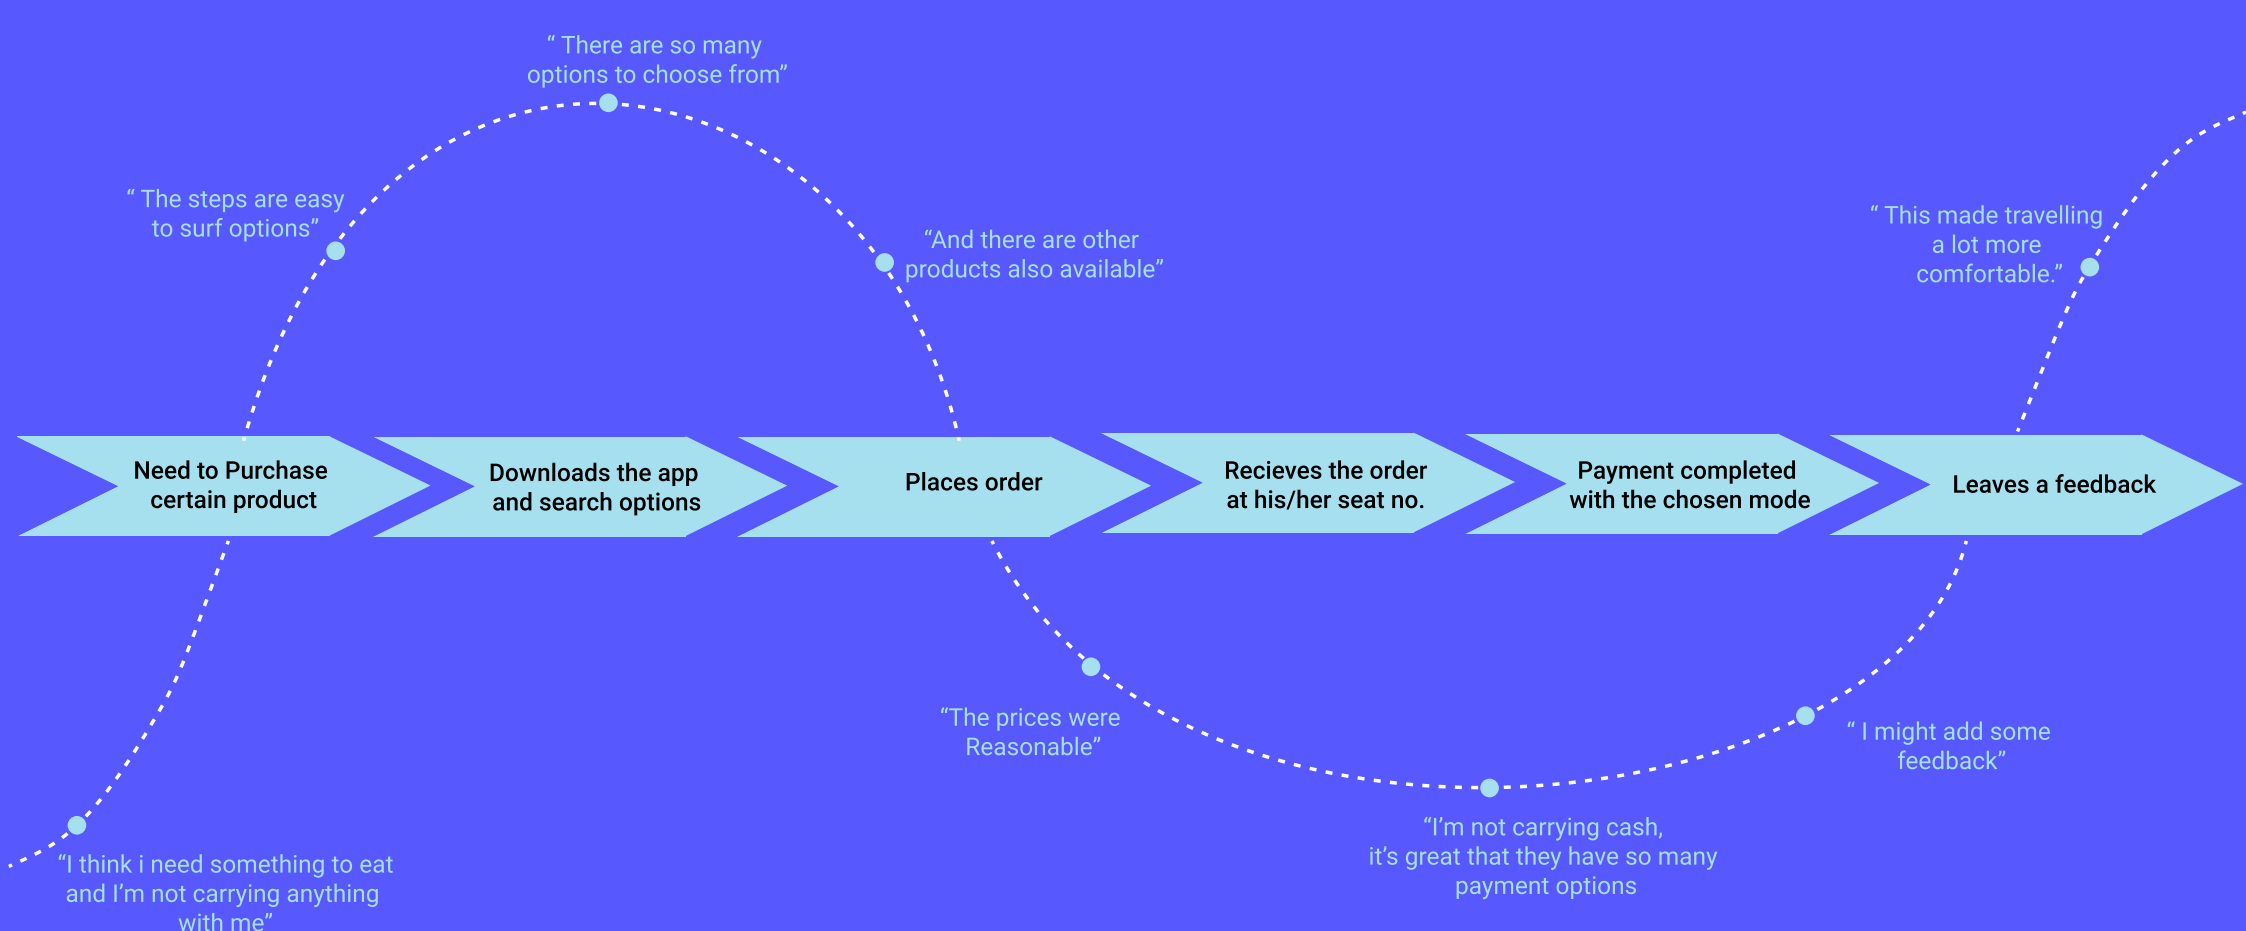 “ There are so many
options to choose from”
“ The steps are easy
to surf options”
“And there are other
products also available”
“ This made travelling
a lot more
comfortable.”
Need to Purchase
certain product
Downloads the app
and search options
Places order
Recieves the order
at his/her seat no.
Payment completed
with the chosen mode
Leaves a feedback
“The prices were
Reasonable”
“ I might add some
feedback”
“I’m not carrying cash,
it’s great that they have so many
payment options
“I think i need something to eat
and I’m not carrying anything
with me”